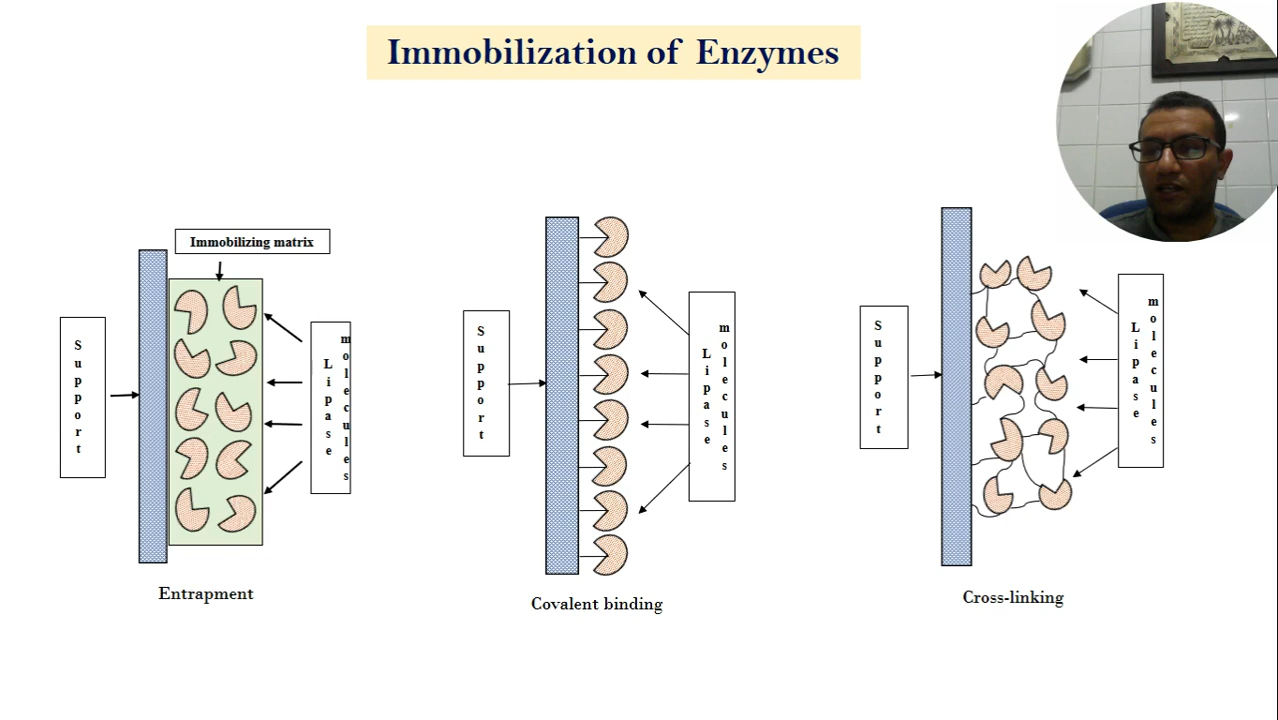 Immobilization of Enzymes
Immobilizing matrix
Support
Lipase
molecules
Entrapment
Support
Lipase
molecules
Covalent binding
Support
Lipase
molecules
Cross-linking